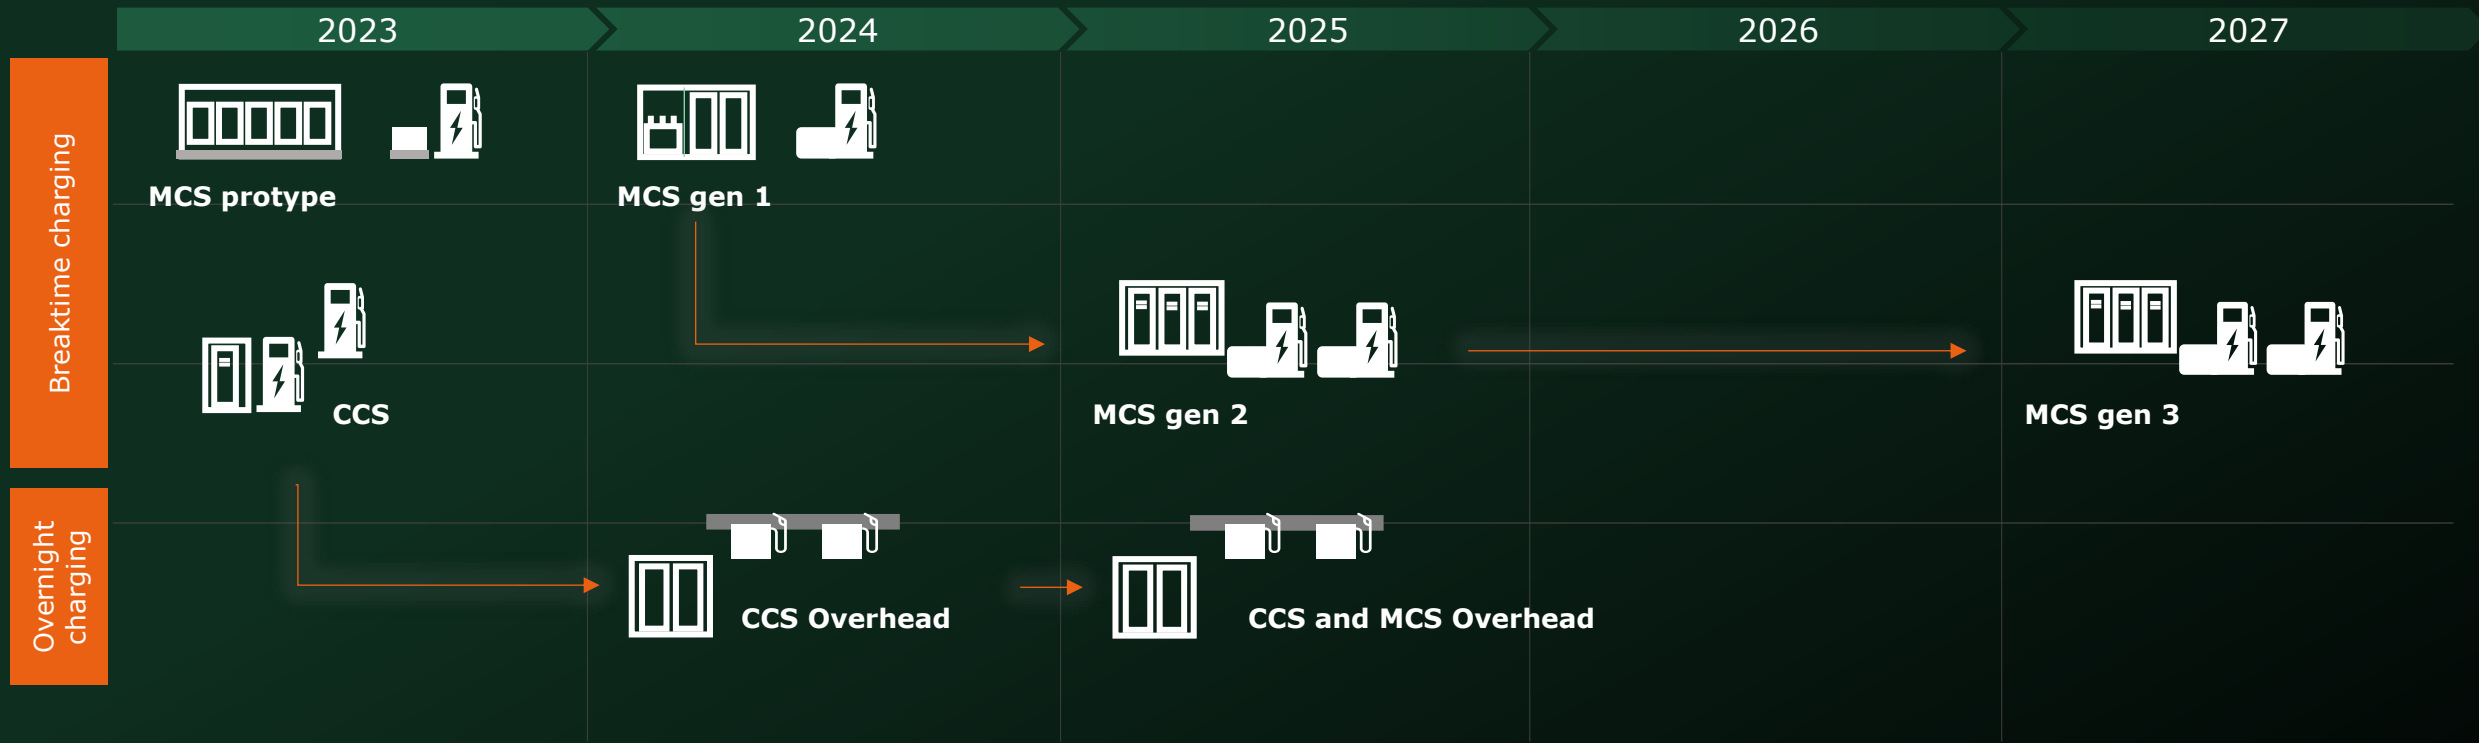 2023
2024
2025
2026
2027
Breaktime charging
MCS protype
MCS gen 1
CCS
MCS gen 2
MCS gen 3
Overnight
charging
CCS Overhead
CCS and MCS Overhead